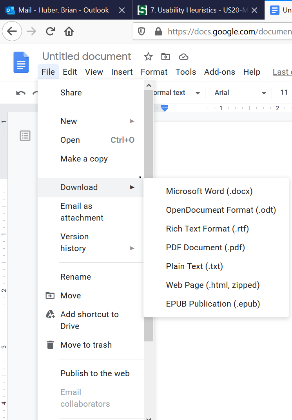 Mail - Huber, Brian - Outlook
7. Usability Heuristics - US20-M
Unti
https://docs.google.com/documen
Untitled document
File Edit View Insert Format Tools Add-ons Help Last e
ormal text Arial 11
Share
New
Open Ctrl+O
Make a copy
Download
Email as
attachment
Version
history
Rename
Move
Add shortcut to
Drive
Move to trash
Publish to the web
Email
collaborators
Microsoft Word (.docx)
OpenDocument Format (.odt)
Rich Text Format (.rtf)
PDF Document (.pdf)
Plain Text (.txt)
Web Page (.html, zipped)
EPUB Publication (.epub)